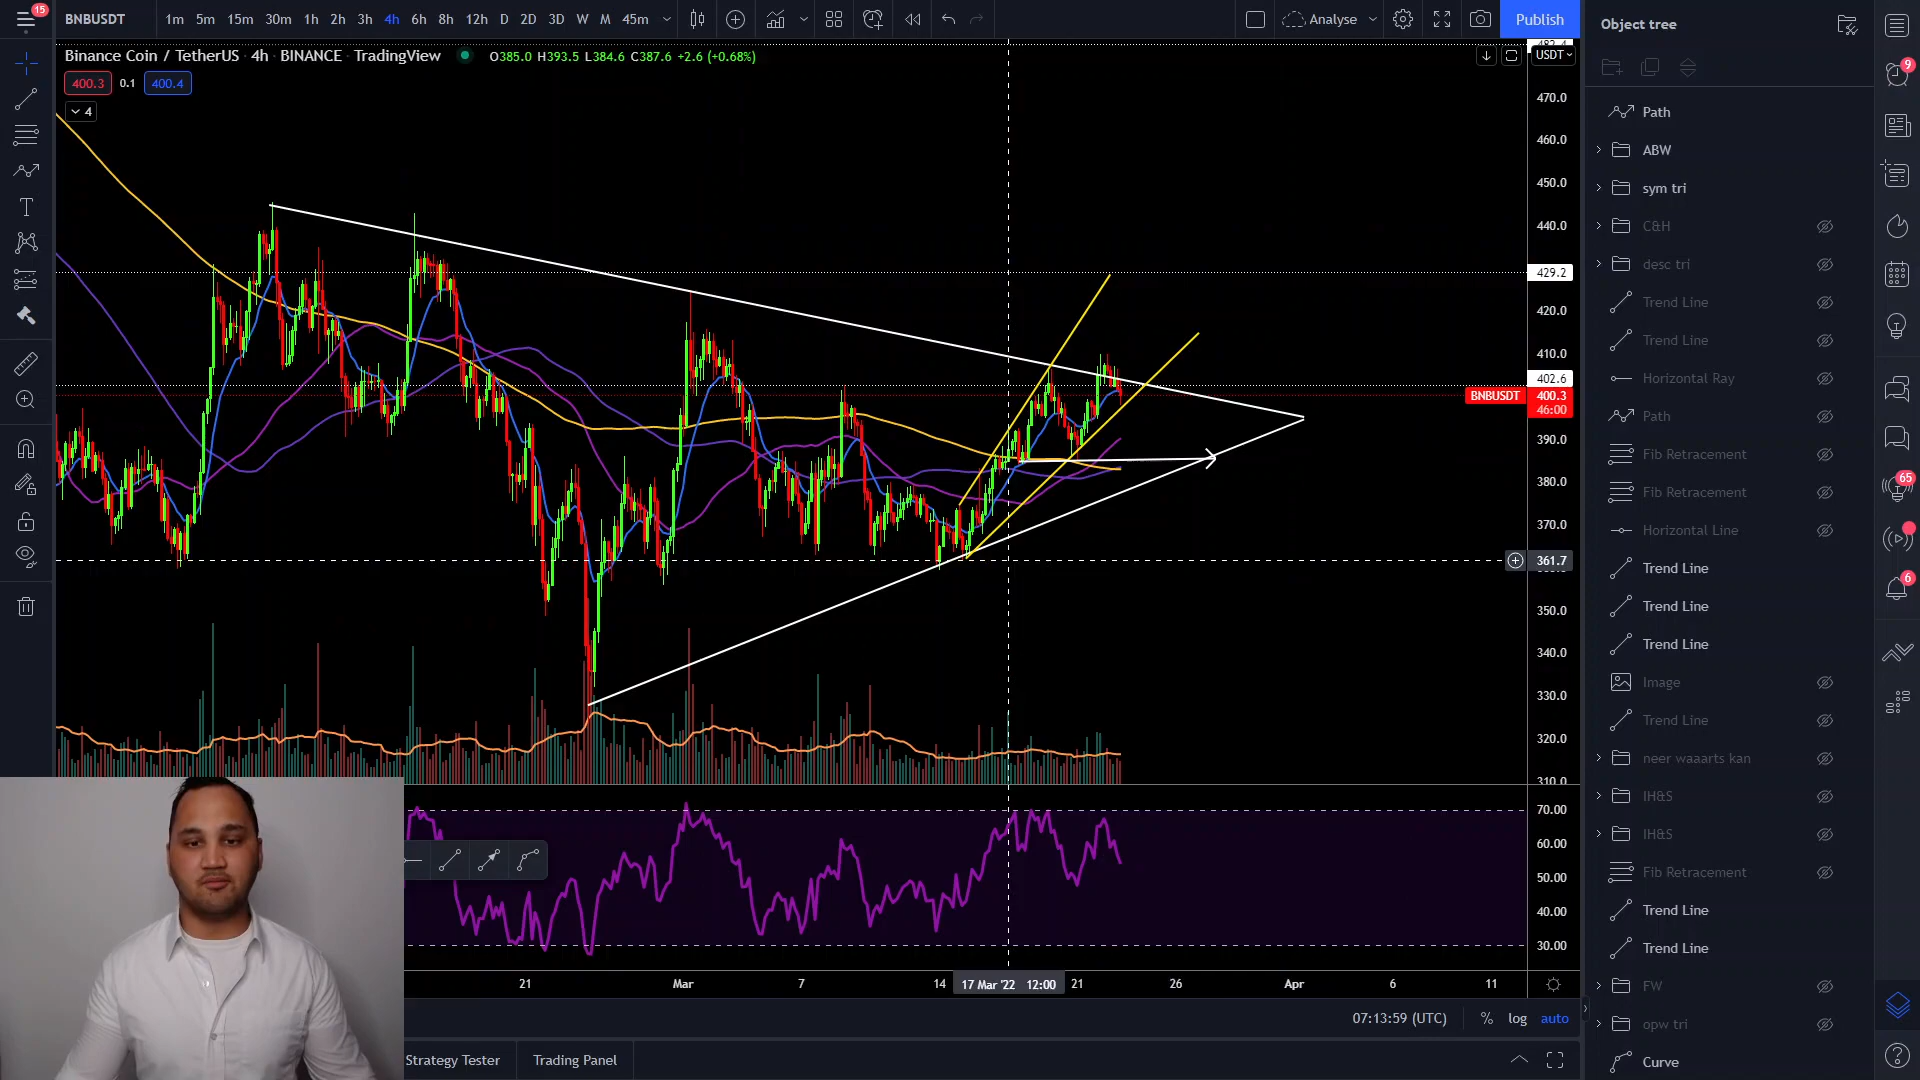 15
BNBUSDT
1m 5m 15m 30m 1h 2h 3h 4h 6h 8h 12h D 2D 3D W M 45m
Analyse
Publish
Object tree
Binance Coin / TetherUS · 4h · BINANCE · TradingView
O385.0 H393.5 L384.6 C387.6 +2.6 (+0.68%)
USDT
400.3 0.1 400.4
4
470.0
460.0
450.0
440.0
429.2
420.0
410.0
402.6
BNBUSDT 400.3
46:00
390.0
380.0
370.0
361.7
350.0
340.0
330.0
320.0
310.0
70.00
60.00
50.00
40.00
30.00
21 Mar 7 14 17 Mar '22 12:00 21 26 Apr 6 11
07:13:59 (UTC) % log auto
Strategy Tester Trading Panel
Path
ABW
sym tri
C&H
desc tri
Trend Line
Trend Line
Horizontal Ray
Path
Fib Retracement
Fib Retracement
Horizontal Line
Trend Line
Trend Line
Trend Line
Image
Trend Line
neer waaarts kan
IH&S
IH&S
Fib Retracement
Trend Line
Trend Line
FW
opw tri
Curve
9
65
6